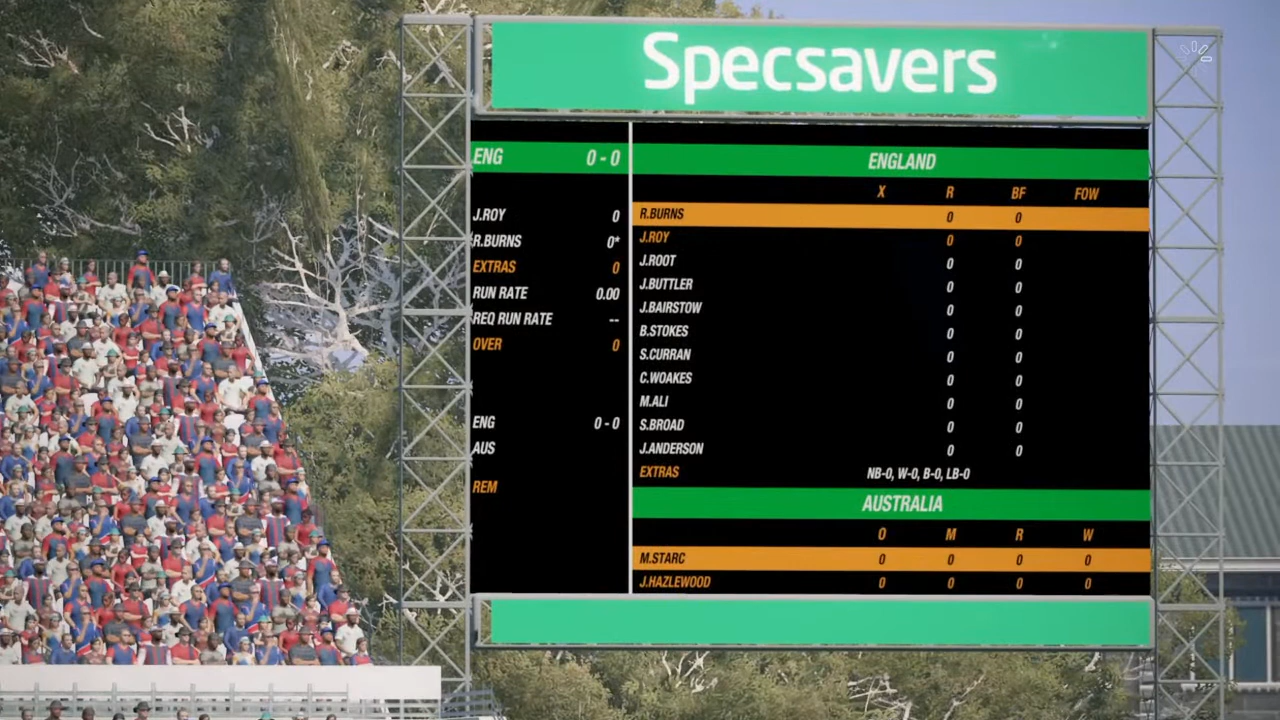 Specsavers
ENG 0 - 0
J.ROY 0
R.BURNS 0*
EXTRAS 0
RUN RATE 0.00
REQ RUN RATE --
OVER 0
ENG 0 - 0
AUS
REM
ENGLAND
X R BF FOW
R.BURNS 0 0
J.ROY 0 0
J.ROOT 0 0
J.BUTTLER 0 0
J.BAIRSTOW 0 0
B.STOKES 0 0
S.CURRAN 0 0
C.WOAKES 0 0
M.ALI 0 0
S.BROAD 0 0
J.ANDERSON 0 0
EXTRAS NB-0, W-0, B-0, LB-0
AUSTRALIA
O M R W
M.STARC 0 0 0 0
J.HAZLEWOOD 0 0 0 0